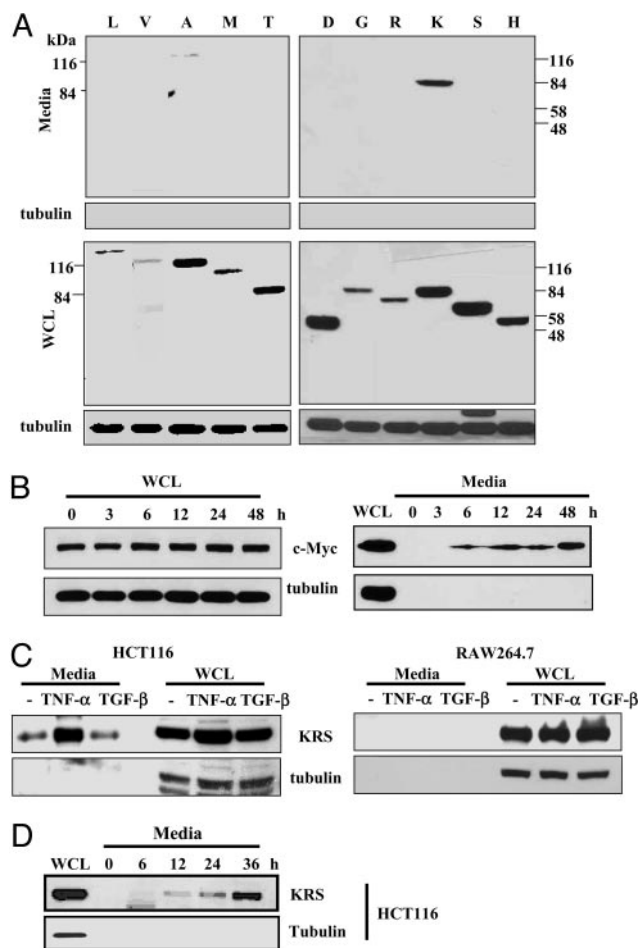 A
L V A M T D G R K S H
kDa
116
84
Media
116
84
58
48
tubulin
116
84
WCL
116
84
58
48
tubulin
B
WCL
0 3 6 12 24 48 h
Media
WCL 0 3 6 12 24 48 h
c-Myc
tubulin
C
HCT116
Media WCL
- TNF-α TGF-β - TNF-α TGF-β
RAW264.7
Media WCL
- TNF-α TGF-β - TNF-α TGF-β
KRS
tubulin
D
Media
WCL 0 6 12 24 36 h
KRS
Tubulin
HCT116